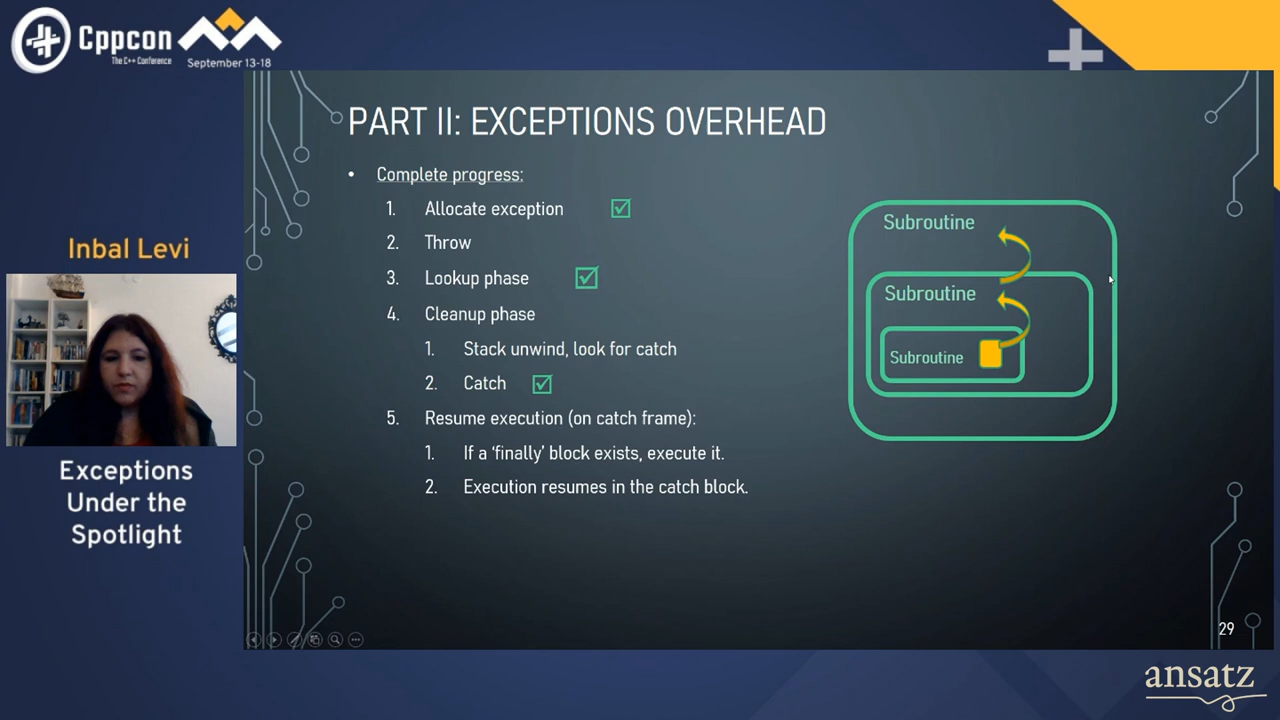 Cppcon
The C++ Conference
September 13-18
PART II: EXCEPTIONS OVERHEAD
• Complete progress:
1. Allocate exception
2. Throw
3. Lookup phase
4. Cleanup phase
1. Stack unwind, look for catch
2. Catch
5. Resume execution (on catch frame):
1. If a ‘finally’ block exists, execute it.
2. Execution resumes in the catch block.
Subroutine
Subroutine
Subroutine
29
Inbal Levi
Exceptions
Under the
Spotlight
ansatz